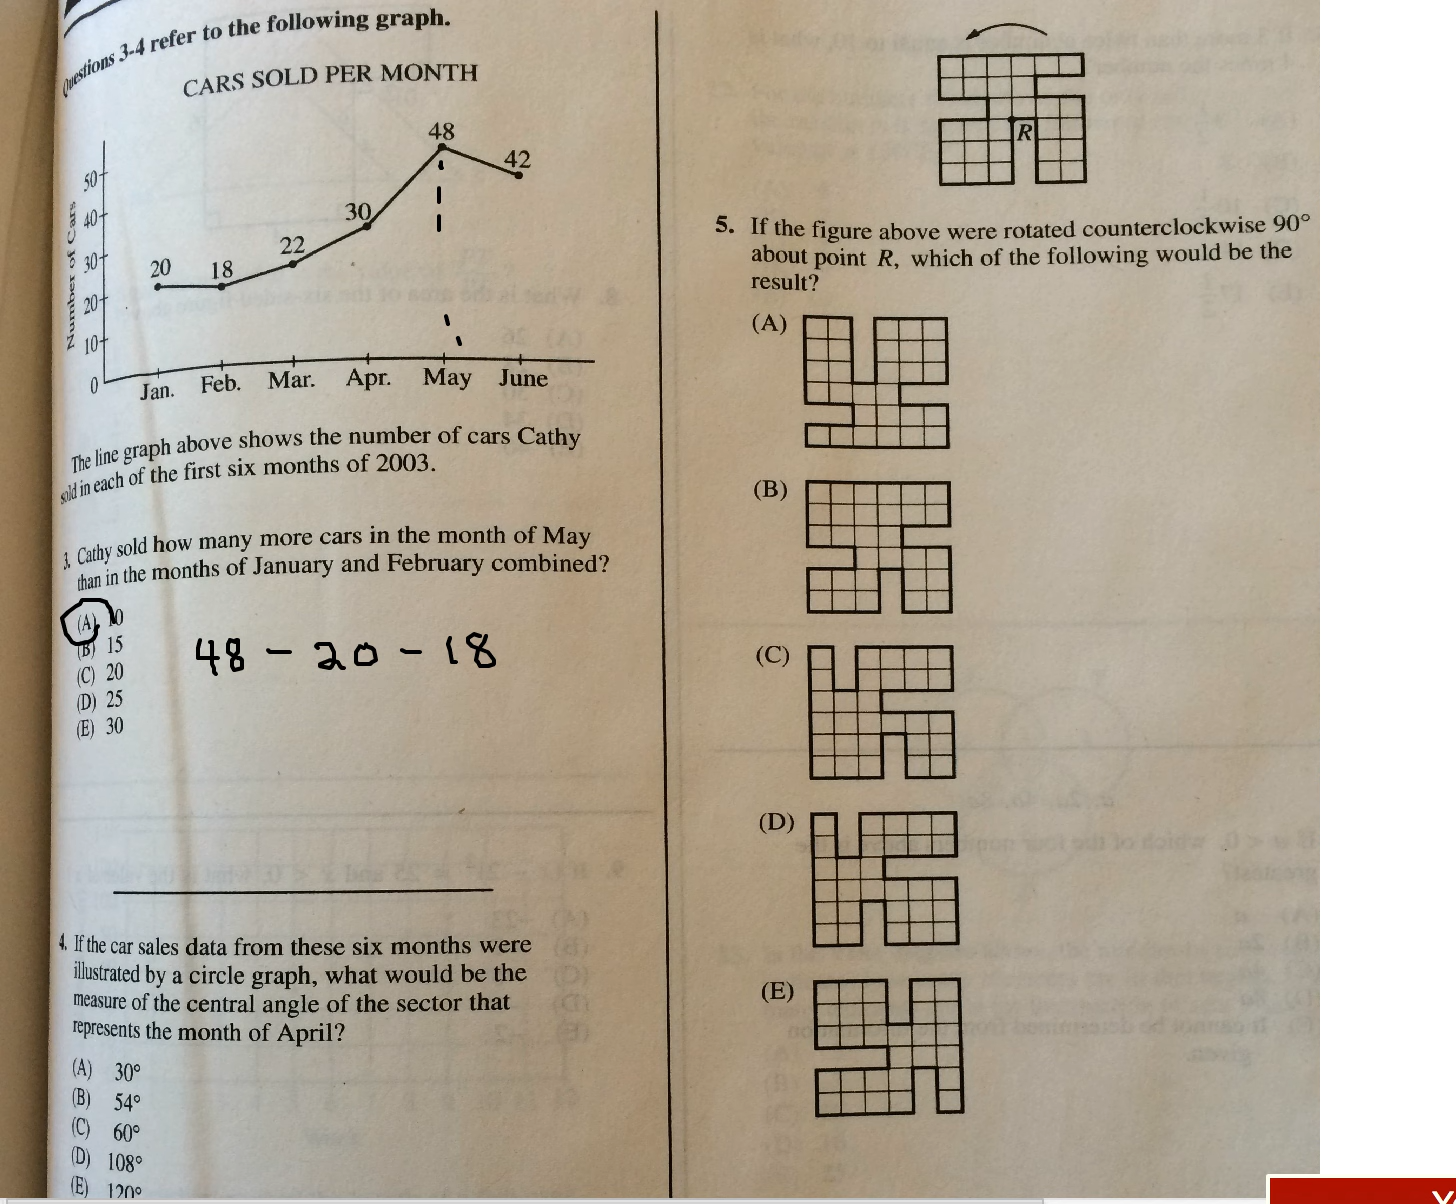 Questions 3-4 refer to the following graph.
CARS SOLD PER MONTH
Number of Cars
50
40
30
20
10
0
20
18
22
30
48
42
Jan. Feb. Mar. Apr. May June
The line graph above shows the number of cars Cathy
sold in each of the first six months of 2003.
3. Cathy sold how many more cars in the month of May
than in the months of January and February combined?
(A) 10
(B) 15
(C) 20
(D) 25
(E) 30
48 - 20 - 18
4. If the car sales data from these six months were
illustrated by a circle graph, what would be the
measure of the central angle of the sector that
represents the month of April?
(A) 30°
(B) 54°
(C) 60°
(D) 108°
(E) 120°
R
5. If the figure above were rotated counterclockwise 90°
about point R, which of the following would be the
result?
(A)
(B)
(C)
(D)
(E)